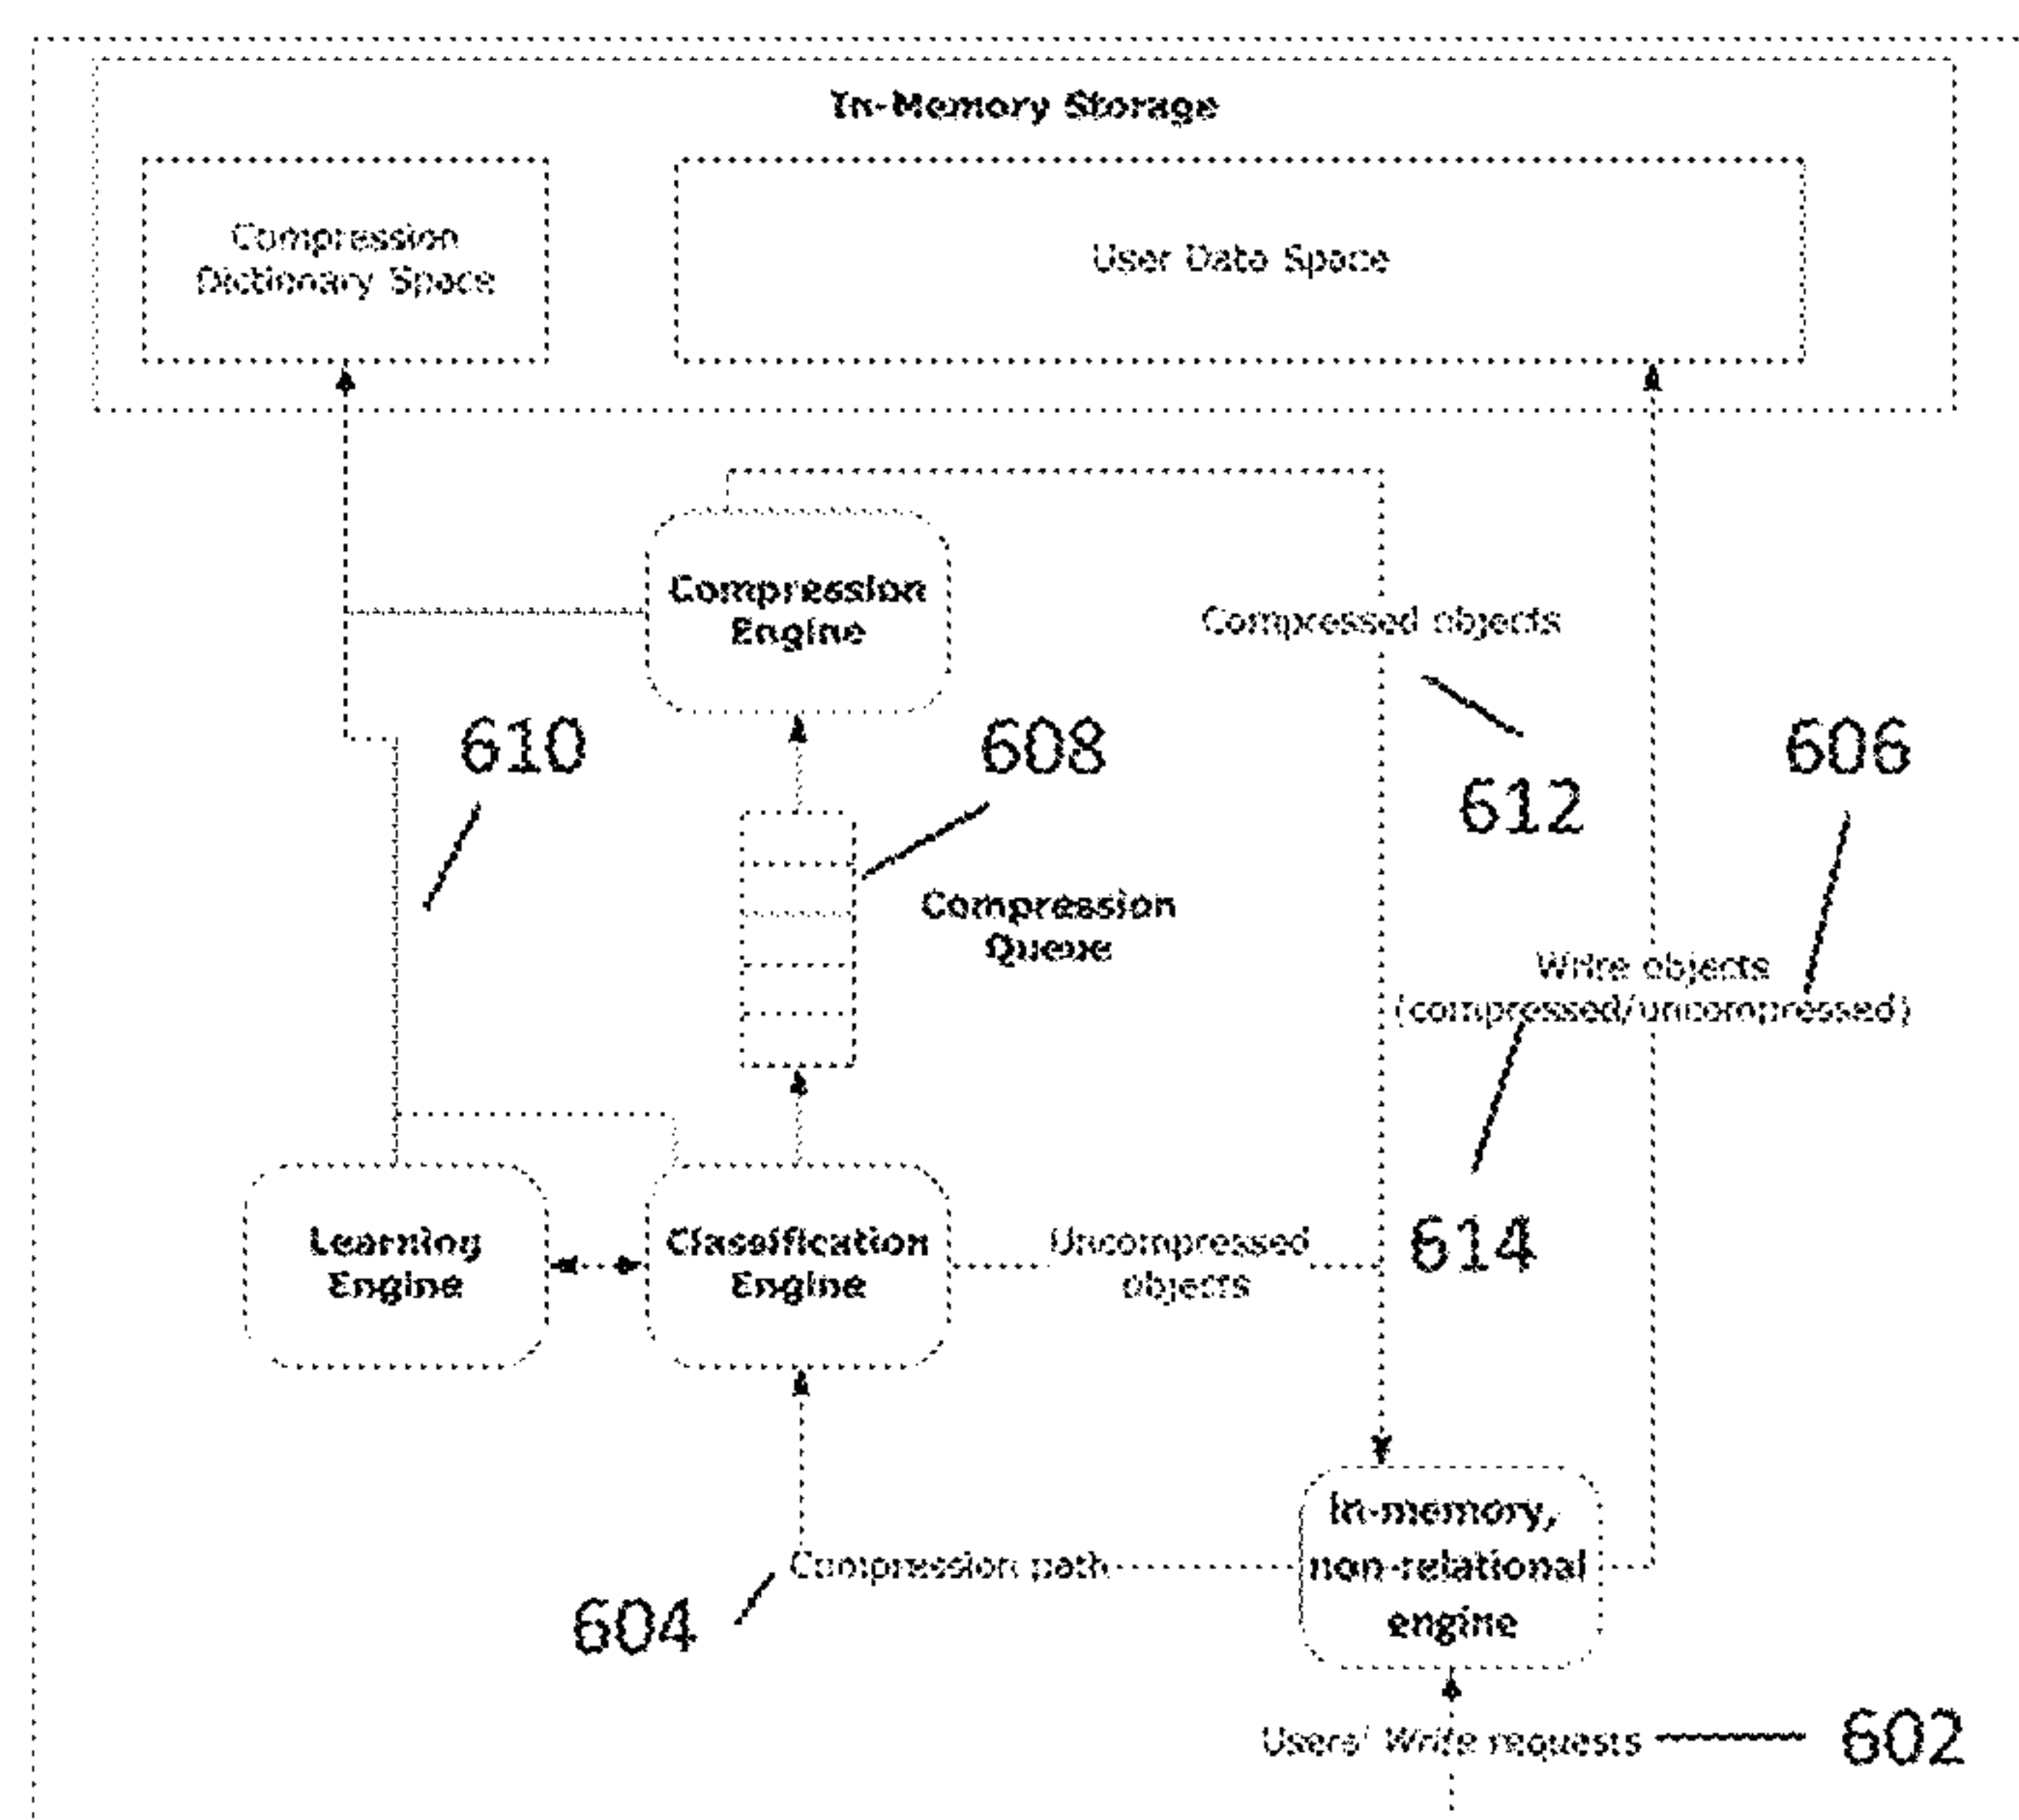 In-Memory Storage
Compression
Dictionary Space
User Data Space
Compression
Engine
Compressed objects
610
608
606
612
Compression
Queue
Write objects
(compressed/uncompressed)
614
Learning
Engine
Classification
Engine
Uncompressed
objects
In-memory,
non-relational
engine
Compression path
604
Users' Write requests
602